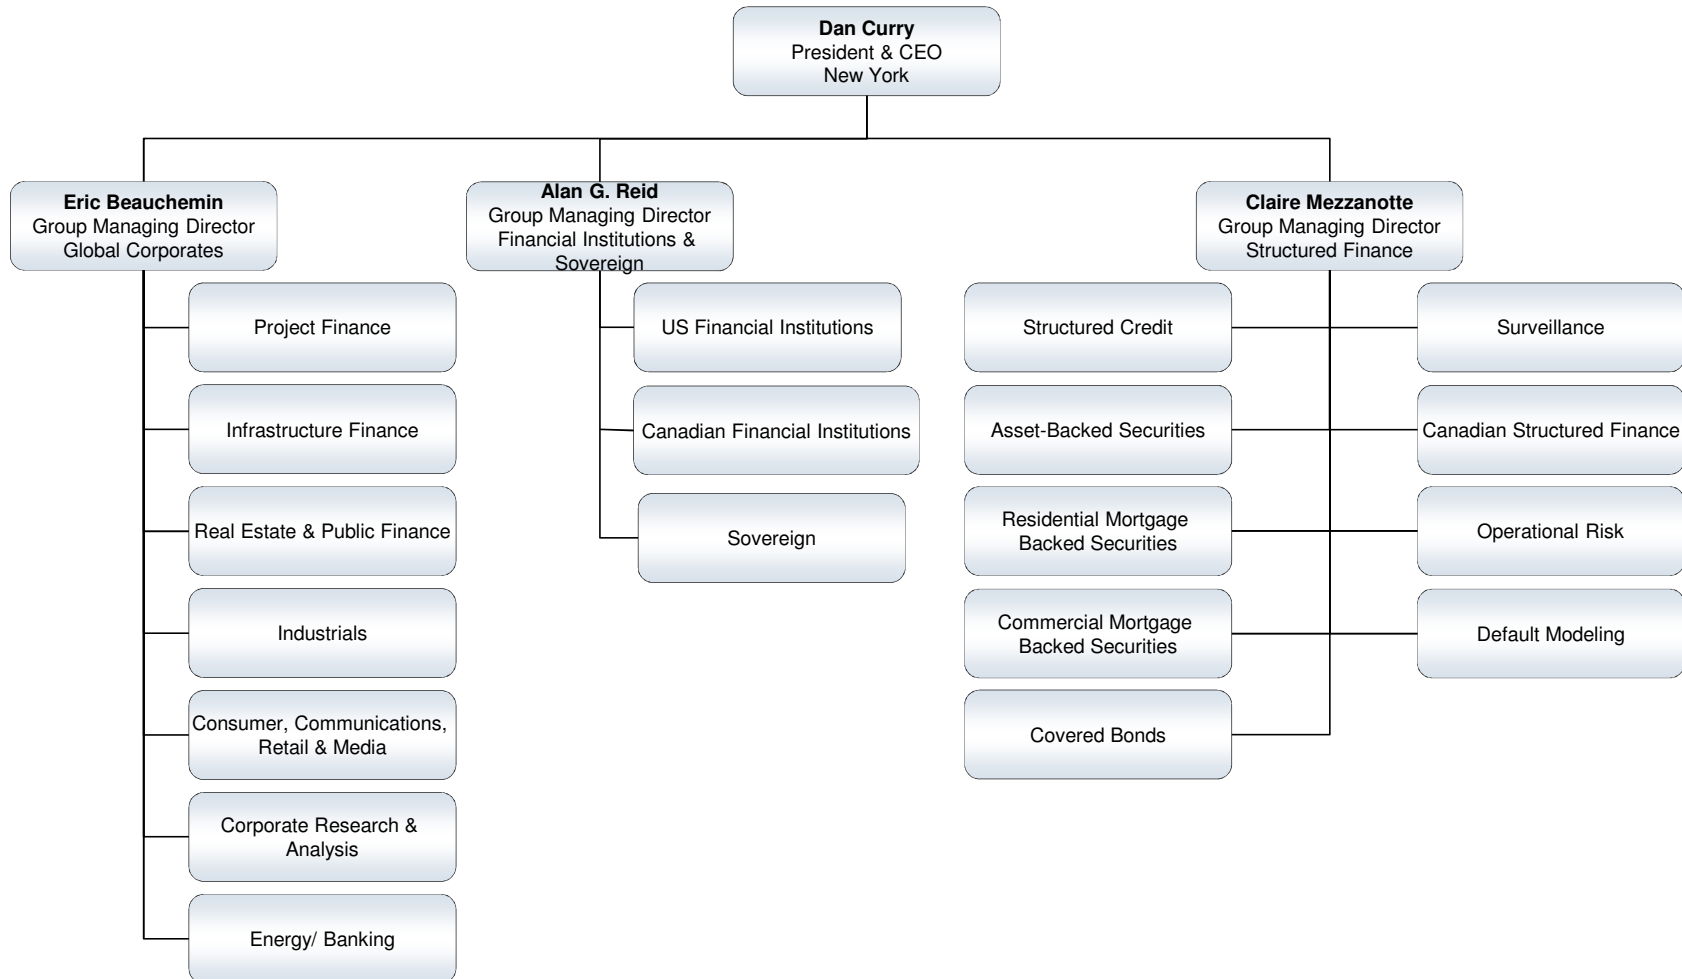 Dan Curry
President & CEO
New York
Eric Beauchemin
Group Managing Director
Global Corporates
Alan G. Reid
Group Managing Director
Financial Institutions &
Sovereign
Claire Mezzanotte
Group Managing Director
Structured Finance
Project Finance
Infrastructure Finance
Real Estate & Public Finance
Industrials
Consumer, Communications,
Retail & Media
Corporate Research &
Analysis
Energy/ Banking
US Financial Institutions
Canadian Financial Institutions
Sovereign
Structured Credit
Asset-Backed Securities
Residential Mortgage
Backed Securities
Commercial Mortgage
Backed Securities
Covered Bonds
Surveillance
Canadian Structured Finance
Operational Risk
Default Modeling